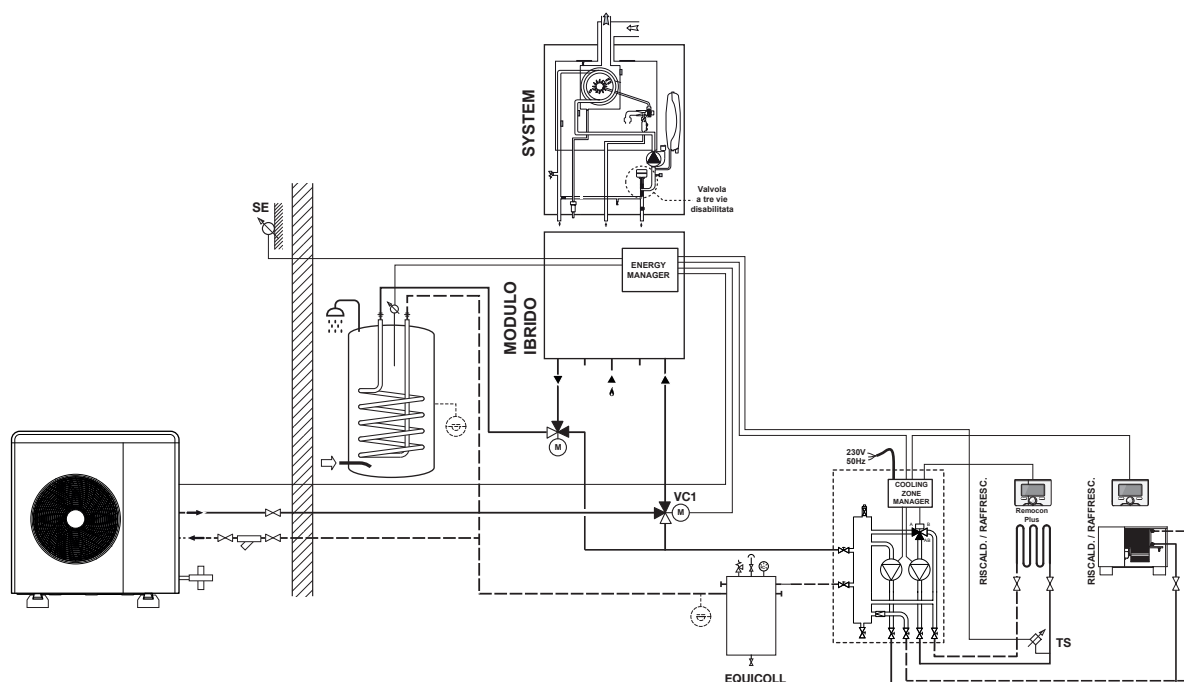 SYSTEM
Valvola
a tre vie
disabilitata
SE
ENERGY
MANAGER
MODULO
IBRIDO
M
VC1
M
230V
50Hz
COOLING
ZONE
MANAGER
A
B
AB
RISCALD. / RAFFRESC.
Remocon
Plus
RISCALD. / RAFFRESC.
TS
EQUICOLL